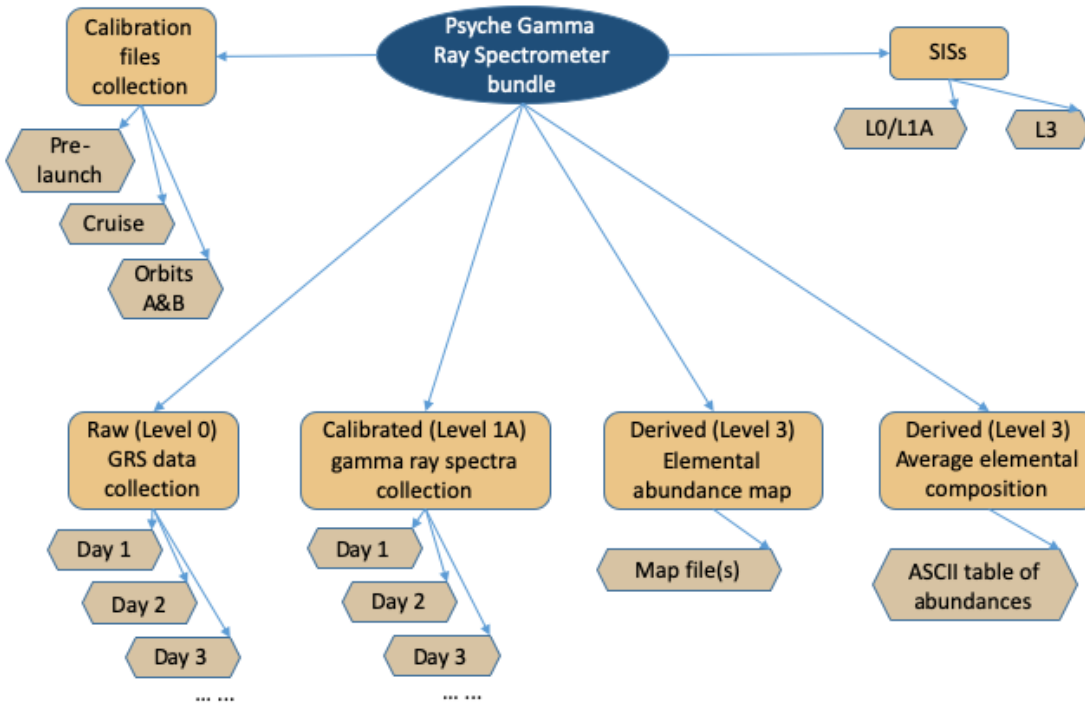 Calibration
files
collection
Psyche Gamma
Ray Spectrometer
bundle
SISs
Pre-
launch
Cruise
Orbits
A&B
L0/L1A
L3
Raw (Level 0)
GRS data
collection
Calibrated (Level 1A)
gamma ray spectra
collection
Derived (Level 3)
Elemental
abundance map
Derived (Level 3)
Average elemental
composition
Day 1
Day 2
Day 3
... ...
Day 1
Day 2
Day 3
... ...
Map file(s)
ASCII table of
abundances